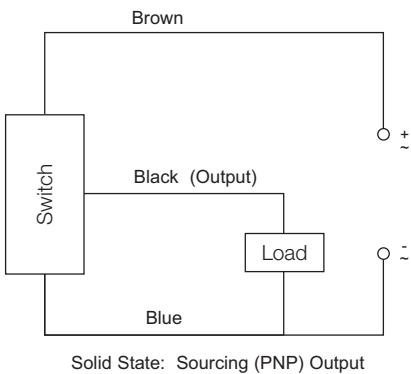 Brown
+
~
Switch
Black (Output)
Load
-
~
Blue
Solid State: Sourcing (PNP) Output